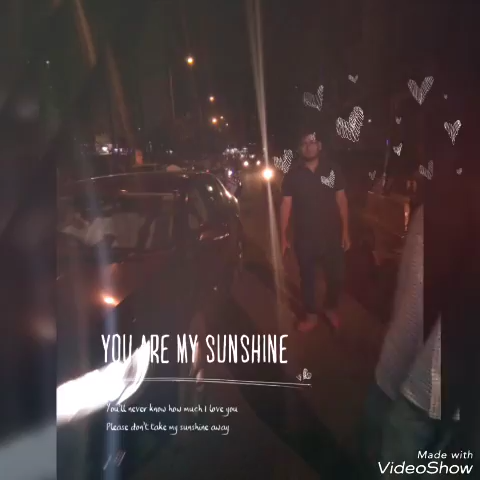 YOU ARE MY SUNSHINE
You'll never know how much I love you
Please don't take my sunshine away
Made with
VideoShow